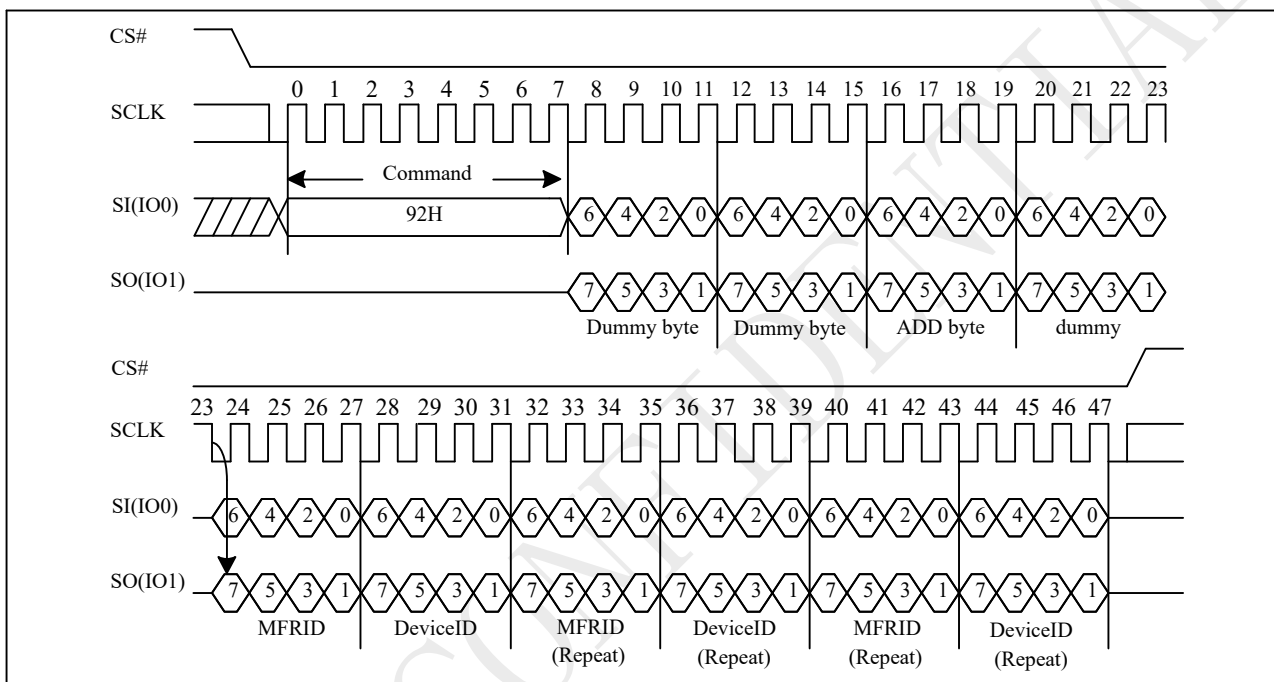 CS#
0 1 2 3 4 5 6 7 8 9 10 11 12 13 14 15 16 17 18 19 20 21 22 23
SCLK
Command
SI(IO0)
92H
6 4 2 0 6 4 2 0 6 4 2 0 6 4 2 0
SO(IO1)
7 5 3 1 7 5 3 1 7 5 3 1 7 5 3 1
Dummy byte Dummy byte ADD byte dummy
CS#
23 24 25 26 27 28 29 30 31 32 33 34 35 36 37 38 39 40 41 42 43 44 45 46 47
SCLK
SI(IO0)
6 4 2 0 6 4 2 0 6 4 2 0 6 4 2 0 6 4 2 0 6 4 2 0
SO(IO1)
7 5 3 1 7 5 3 1 7 5 3 1 7 5 3 1 7 5 3 1 7 5 3 1
MFRID DeviceID MFRID DeviceID MFRID DeviceID
(Repeat) (Repeat) (Repeat) (Repeat)
CONFIDENTIAL